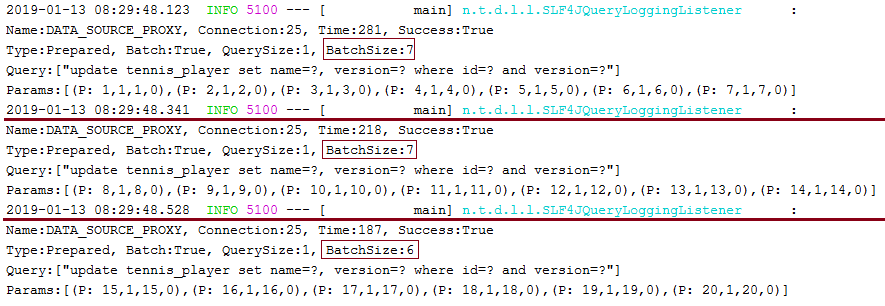 2019-01-13 08:29:48.123 INFO 5100 --- [ main] n.t.d.l.l.SLF4JQueryLoggingListener :
Name:DATA_SOURCE_PROXY, Connection:25, Time:281, Success:True
Type:Prepared, Batch:True, QuerySize:1, BatchSize:7
Query:["update tennis_player set name=?, version=? where id=? and version=?"]
Params:[(P: 1,1,1,0),(P: 2,1,2,0),(P: 3,1,3,0),(P: 4,1,4,0),(P: 5,1,5,0),(P: 6,1,6,0),(P: 7,1,7,0)]
2019-01-13 08:29:48.341 INFO 5100 --- [ main] n.t.d.l.l.SLF4JQueryLoggingListener :
Name:DATA_SOURCE_PROXY, Connection:25, Time:218, Success:True
Type:Prepared, Batch:True, QuerySize:1, BatchSize:7
Query:["update tennis_player set name=?, version=? where id=? and version=?"]
Params:[(P: 8,1,8,0),(P: 9,1,9,0),(P: 10,1,10,0),(P: 11,1,11,0),(P: 12,1,12,0),(P: 13,1,13,0),(P: 14,1,14,0)]
2019-01-13 08:29:48.528 INFO 5100 --- [ main] n.t.d.l.l.SLF4JQueryLoggingListener :
Name:DATA_SOURCE_PROXY, Connection:25, Time:187, Success:True
Type:Prepared, Batch:True, QuerySize:1, BatchSize:6
Query:["update tennis_player set name=?, version=? where id=? and version=?"]
Params:[(P: 15,1,15,0),(P: 16,1,16,0),(P: 17,1,17,0),(P: 18,1,18,0),(P: 19,1,19,0),(P: 20,1,20,0)]